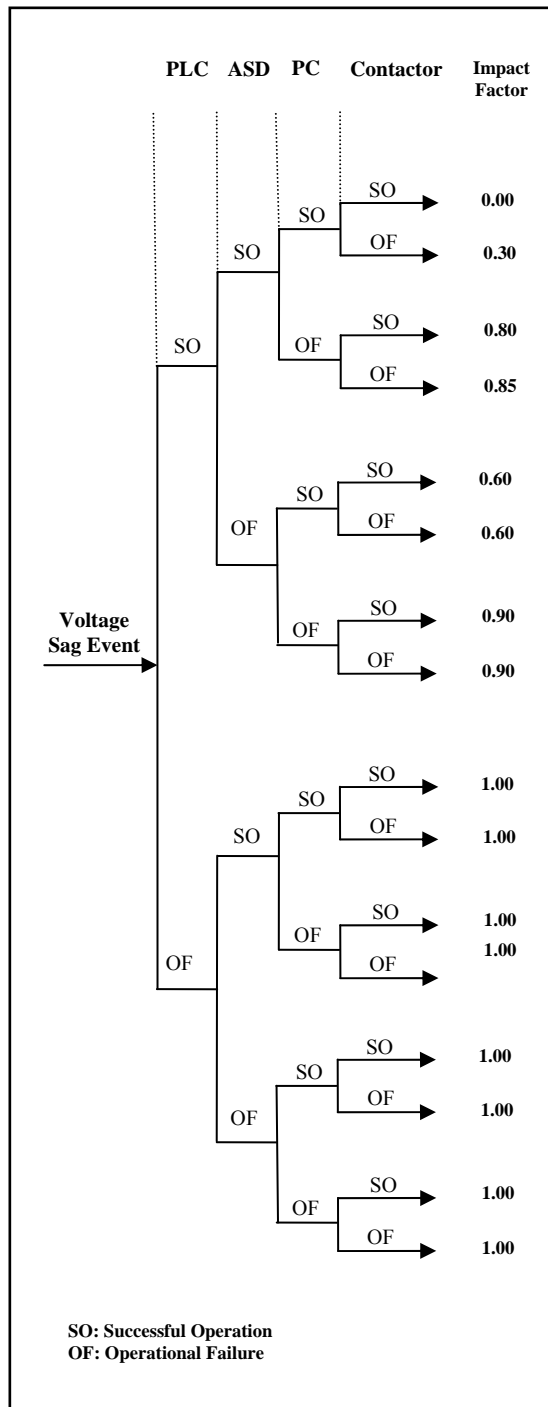 PLC ASD PC Contactor Impact
Factor
SO 0.00
SO
OF 0.30
SO
SO 0.80
OF
OF 0.85
SO
SO 0.60
SO
OF 0.60
OF
SO 0.90
OF
OF 0.90
Voltage
Sag Event
SO 1.00
SO
OF 1.00
SO
SO 1.00
OF 1.00
OF
OF
SO 1.00
SO
OF 1.00
OF
SO 1.00
OF
OF 1.00
SO: Successful Operation
OF: Operational Failure